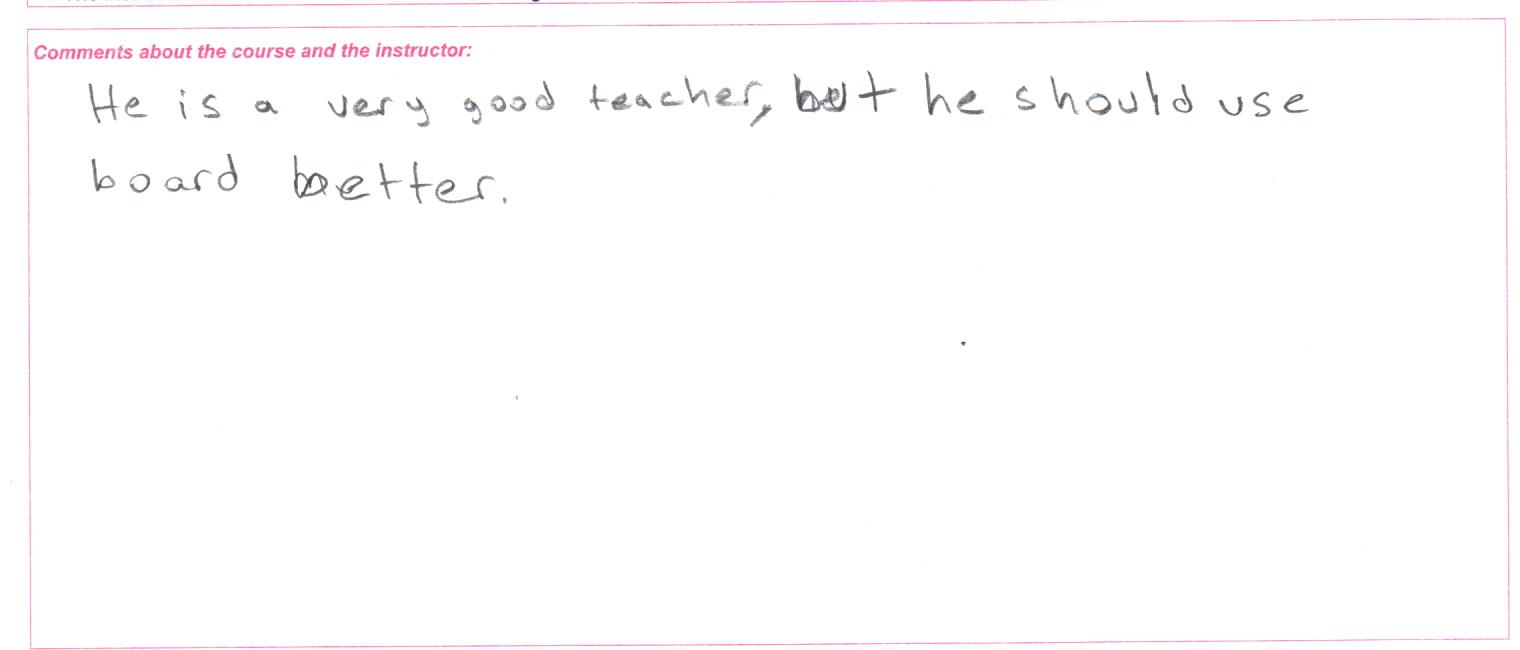 Comments about the course and the instructor:
He is a very good teacher, but he should use
board better.